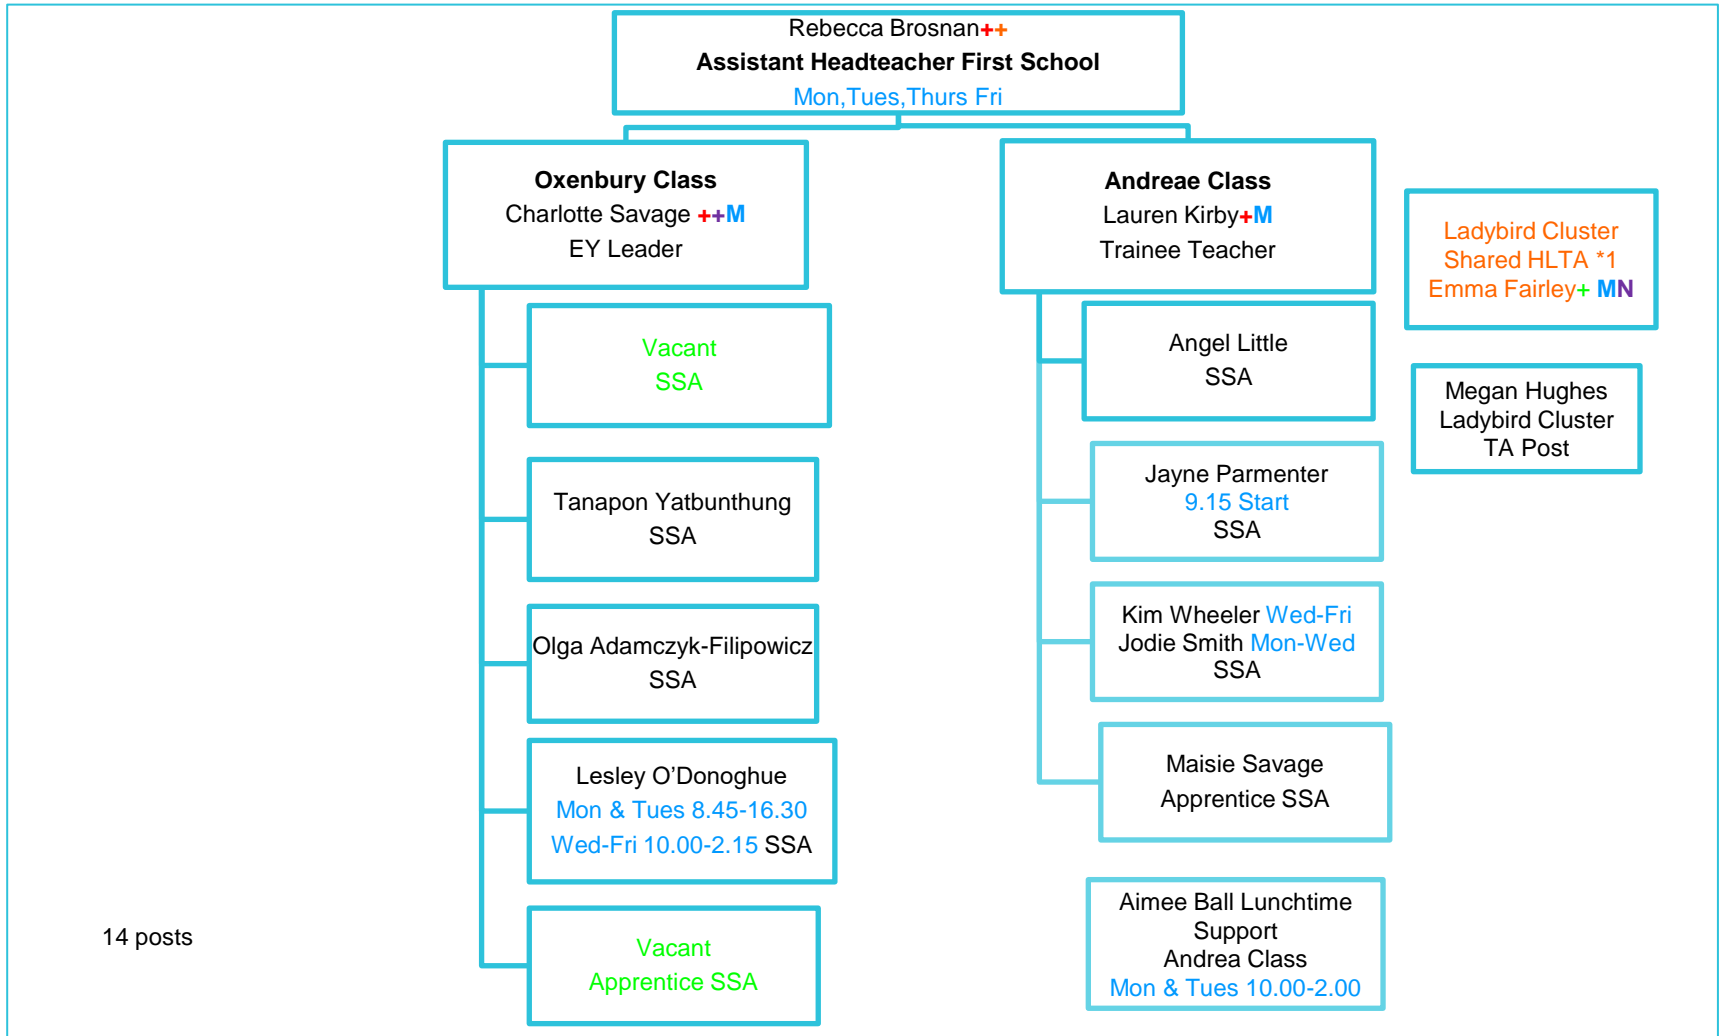 Rebecca Brosnan++
Assistant Headteacher First School
Mon,Tues,Thurs Fri
Oxenbury Class
Charlotte Savage ++M
EY Leader
Vacant
SSA
Tanapon Yatbunthung
SSA
Olga Adamczyk-Filipowicz
SSA
Lesley O’Donoghue
Mon & Tues 8.45-16.30
Wed-Fri 10.00-2.15 SSA
Vacant
Apprentice SSA
Andreae Class
Lauren Kirby+M
Trainee Teacher
Angel Little
SSA
Jayne Parmenter
9.15 Start
SSA
Kim Wheeler Wed-Fri
Jodie Smith Mon-Wed
SSA
Maisie Savage
Apprentice SSA
Aimee Ball Lunchtime
Support
Andrea Class
Mon & Tues 10.00-2.00
Ladybird Cluster
Shared HLTA *1
Emma Fairley+ MN
Megan Hughes
Ladybird Cluster
TA Post
14 posts